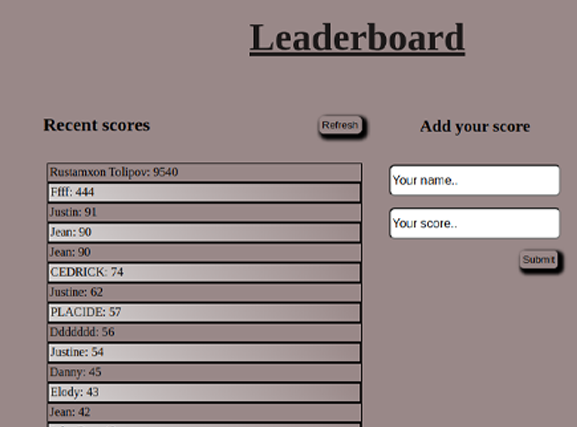 Leaderboard
Recent scores
Refresh
Rustamxon Tolipov: 9540
Ffff: 444
Justin: 91
Jean: 90
Jean: 90
CEDRICK: 74
Justine: 62
PLACIDE: 57
Ddddddd: 56
Justine: 54
Danny: 45
Elody: 43
Jean: 42
Add your score
Your name..
Your score..
Submit